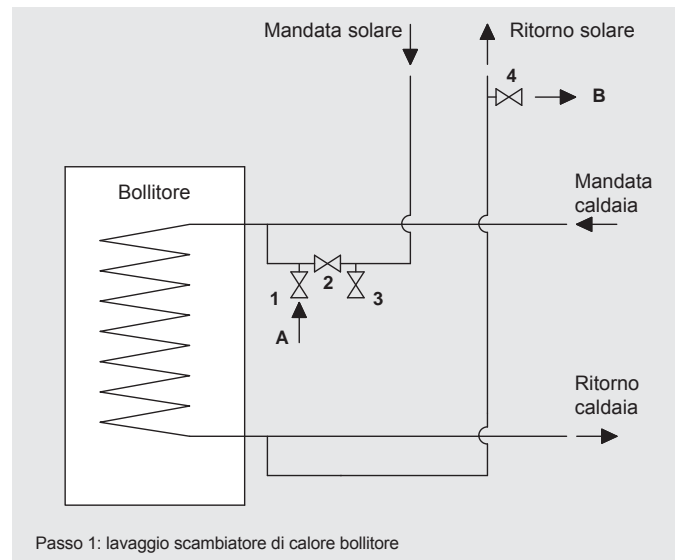 Mandata solare
Ritorno solare
4
B
Bollitore
Mandata
caldaia
1
2
3
A
Ritorno
caldaia
Passo 1: lavaggio scambiatore di calore bollitore